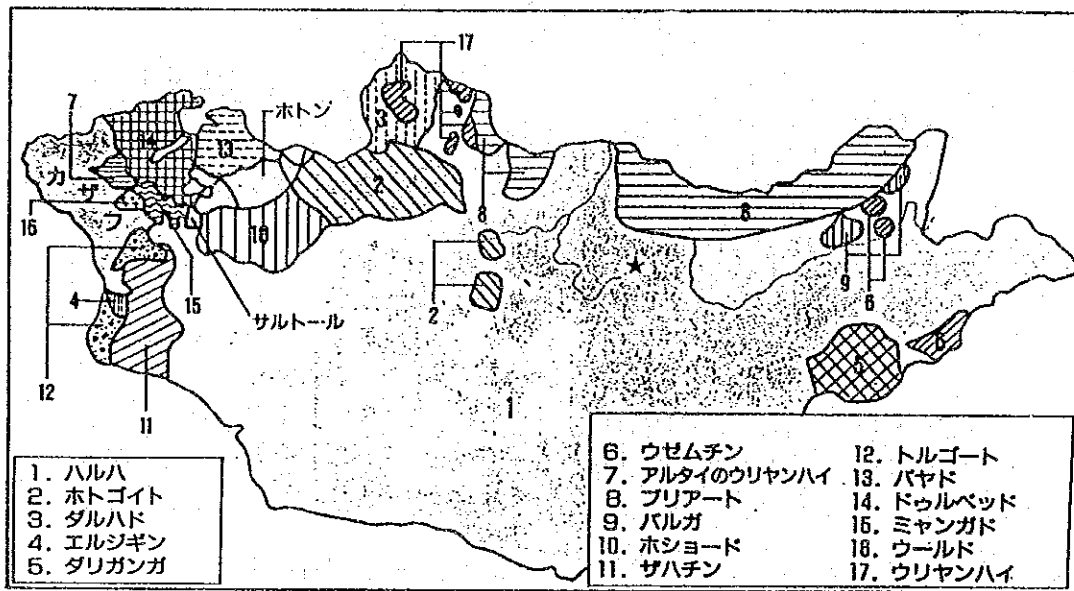 17
7
ホトン
14
13
3
9
カザフ
2
8
8
16
10
15
サルトール
2
9
6
4
12
11
1
5
6
1. ハルハ
2. ホトゴイト
3. ダルハド
4. エルジギン
5. ダリガンガ
6. ウゼムチン
7. アルタイのウリヤンハイ
8. ブリアート
9. バルガ
10. ホショード
11. ザハチン
12. トルゴート
13. バヤド
14. ドゥルベッド
15. ミャンガド
16. ウールド
17. ウリヤンハイ